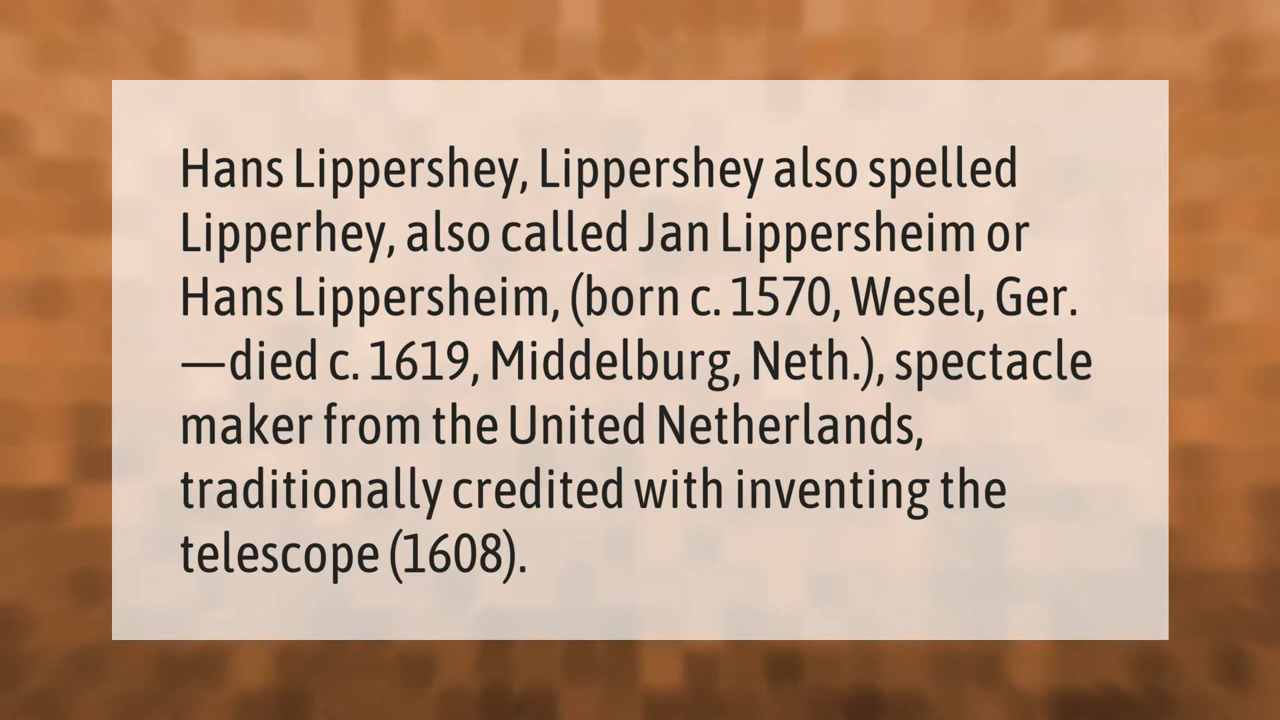 Hans Lippershey, Lippershey also spelled
Lipperhey, also called Jan Lippersheim or
Hans Lippersheim, (born c. 1570, Wesel, Ger.
—died c. 1619, Middelburg, Neth.), spectacle
maker from the United Netherlands,
traditionally credited with inventing the
telescope (1608).